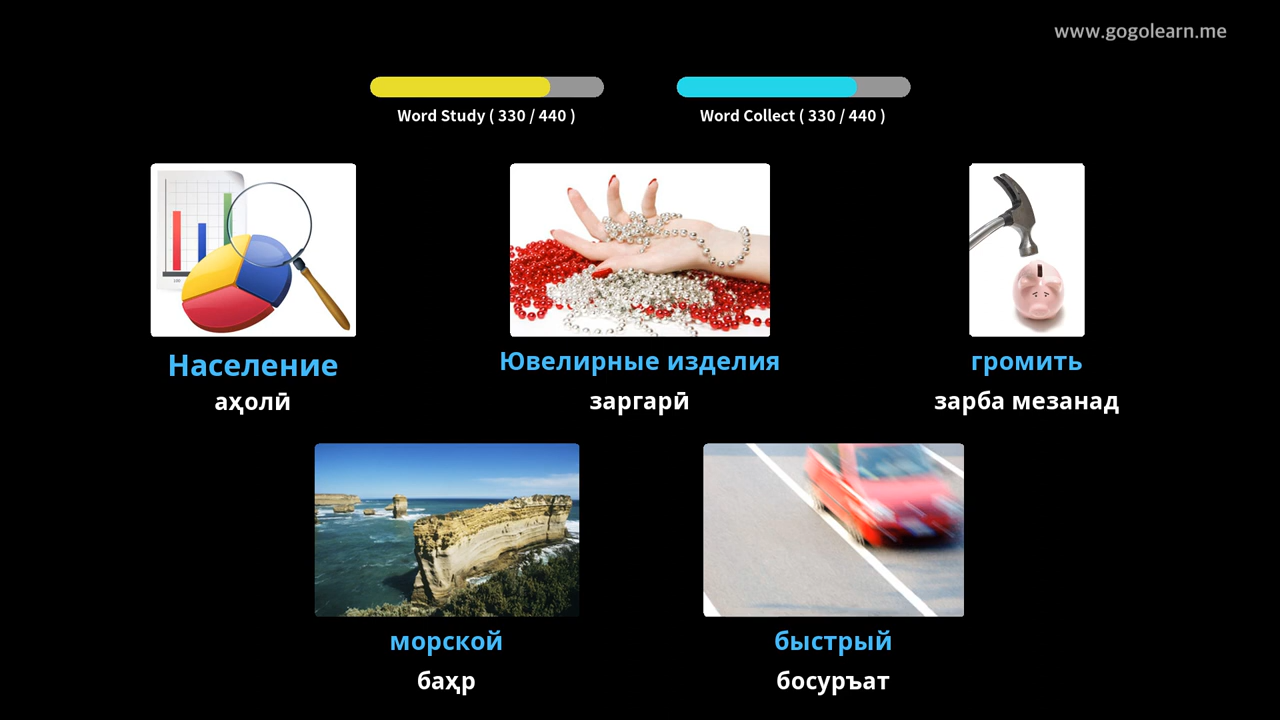 www.gogolearn.me
Word Study ( 330 / 440 )
Word Collect ( 330 / 440 )
Население
аҳолӣ
Ювелирные изделия
заргарӣ
громить
зарба мезанад
морской
баҳр
быстрый
босуръат